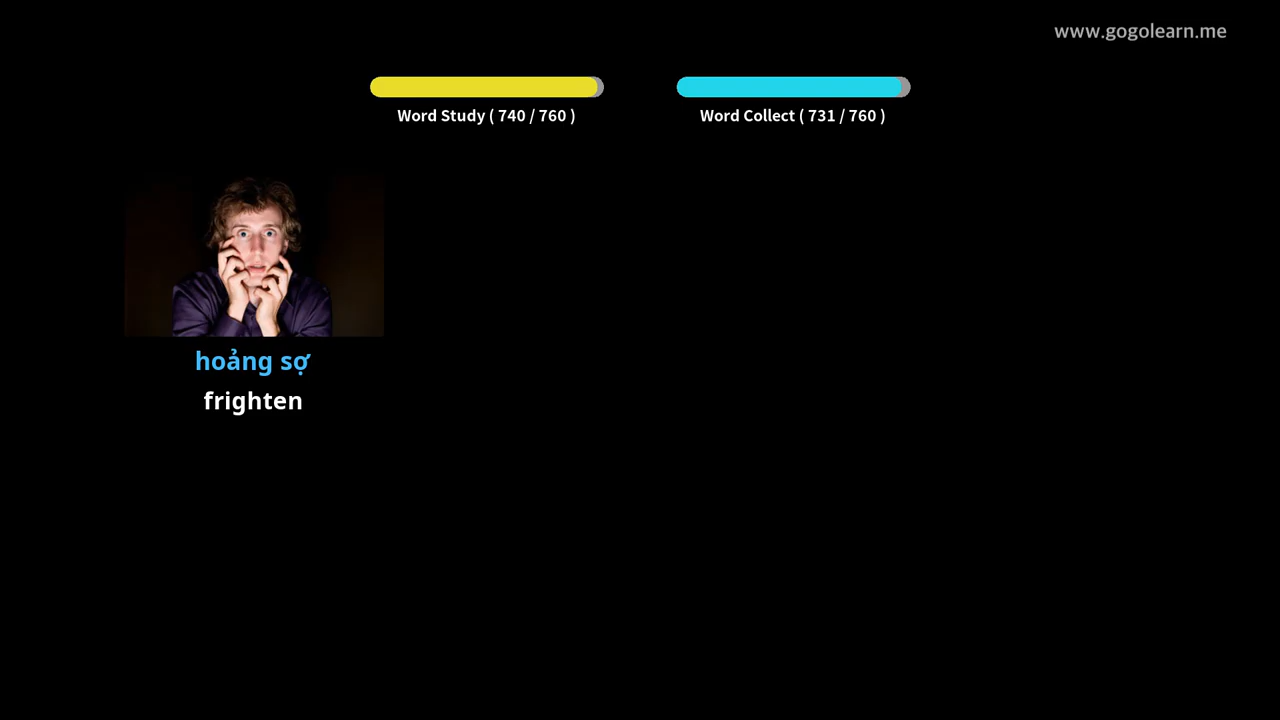 www.gogolearn.me
Word Study ( 740 / 760 )
Word Collect ( 731 / 760 )
hoảng sợ
frighten